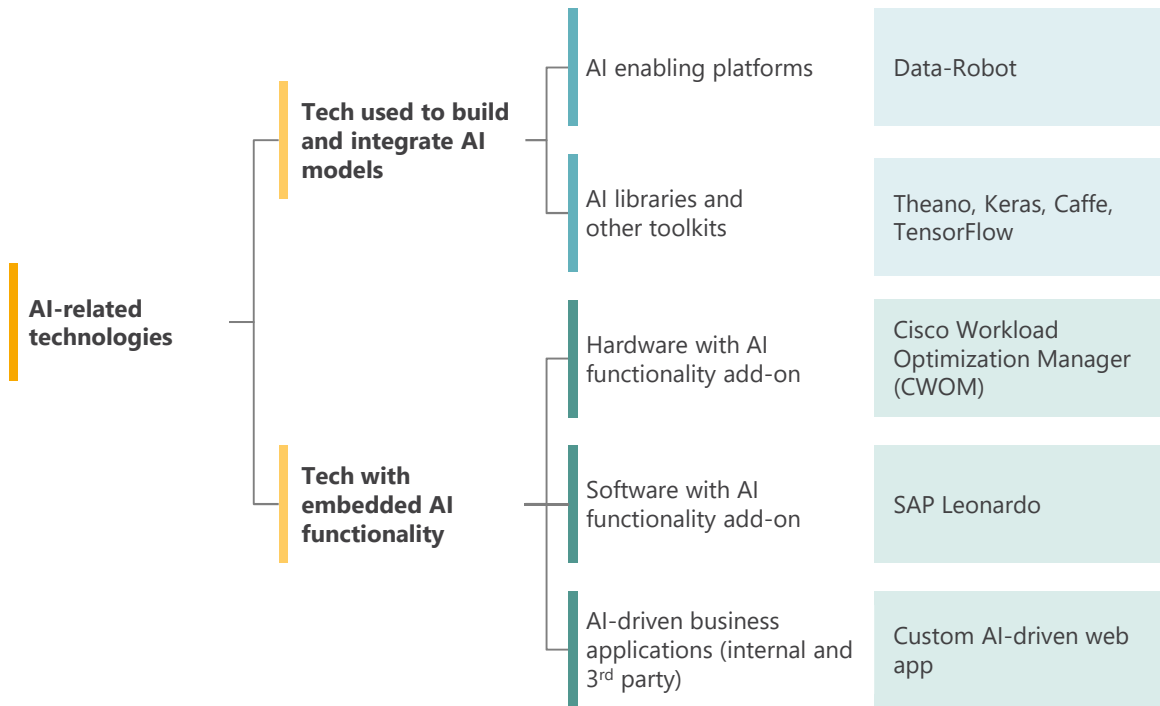 AI enabling platforms
Data-Robot
Tech used to build
and integrate AI
models
AI libraries and
other toolkits
Theano, Keras, Caffe,
TensorFlow
AI-related
technologies
Hardware with AI
functionality add-on
Cisco Workload
Optimization Manager
(CWOM)
Tech with
embedded AI
functionality
Software with AI
functionality add-on
SAP Leonardo
AI-driven business
applications (internal and
3rd party)
Custom AI-driven web
app